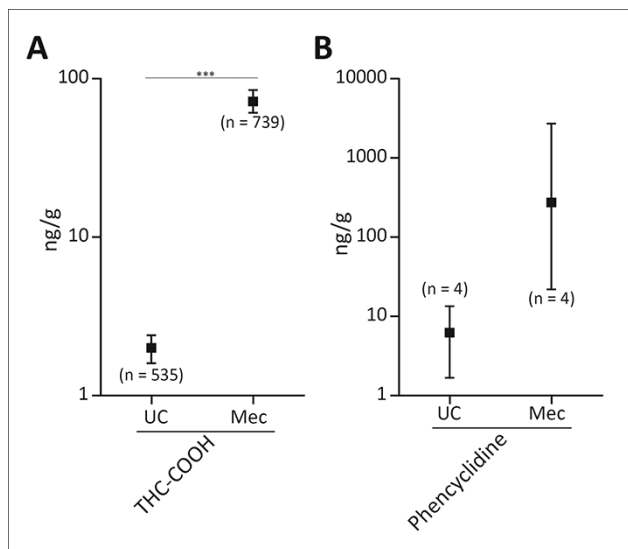 A
***
100
(n = 739)
ng/g
10
(n = 535)
1
UC Mec
THC-COOH
B
10000
1000
ng/g
100
(n = 4)
(n = 4)
10
1
UC Mec
Phencyclidine